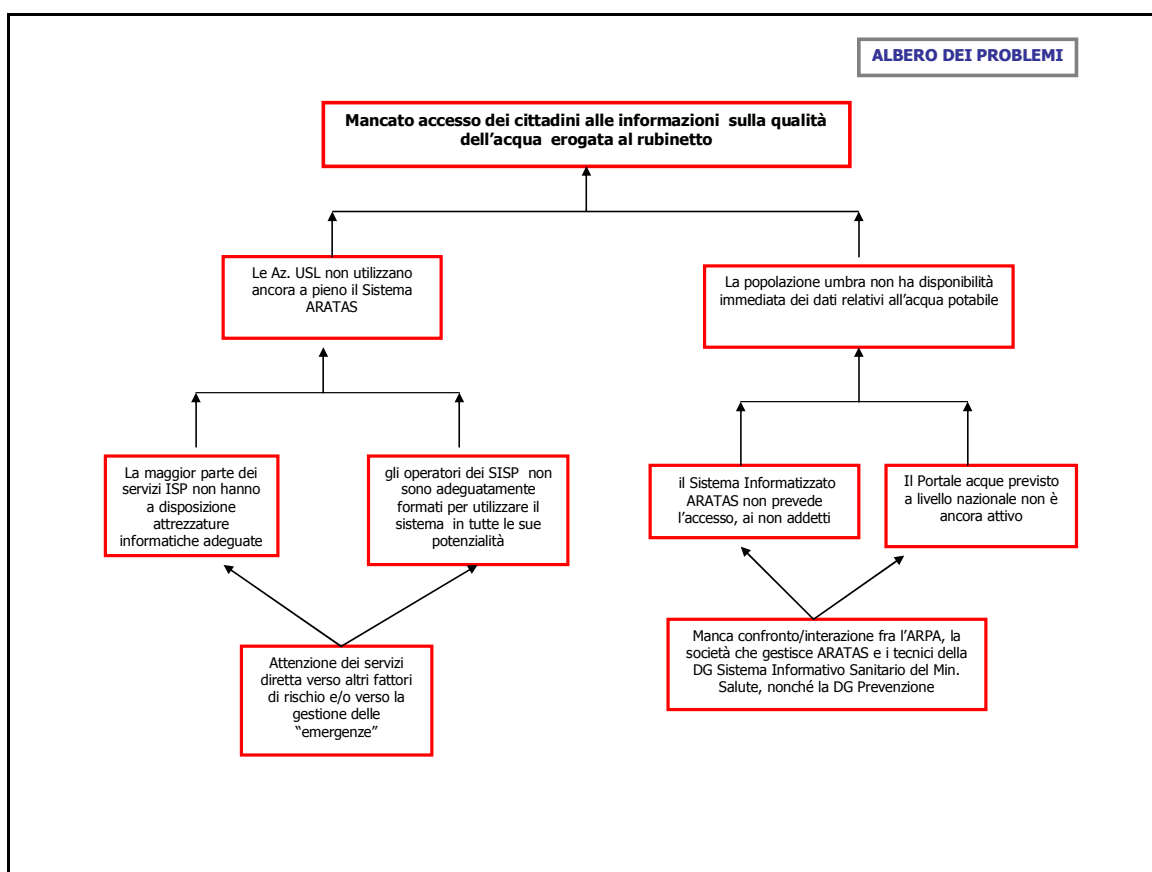 ALBERO DEI PROBLEMI
Mancato accesso dei cittadini alle informazioni sulla qualità
dell’acqua erogata al rubinetto
Le Az. USL non utilizzano
ancora a pieno il Sistema
ARATAS
La popolazione umbra non ha disponibilità
immediata dei dati relativi all’acqua potabile
La maggior parte dei
servizi ISP non hanno
a disposizione
attrezzature
informatiche adeguate
gli operatori dei SISP non
sono adeguatamente
formati per utilizzare il
sistema in tutte le sue
potenzialità
il Sistema Informatizzato
ARATAS non prevede
l’accesso, ai non addetti
Il Portale acque previsto
a livello nazionale non è
ancora attivo
Attenzione dei servizi
diretta verso altri fattori
di rischio e/o verso la
gestione delle
“emergenze”
Manca confronto/interazione fra l’ARPA, la
società che gestisce ARATAS e i tecnici della
DG Sistema Informativo Sanitario del Min.
Salute, nonché la DG Prevenzione